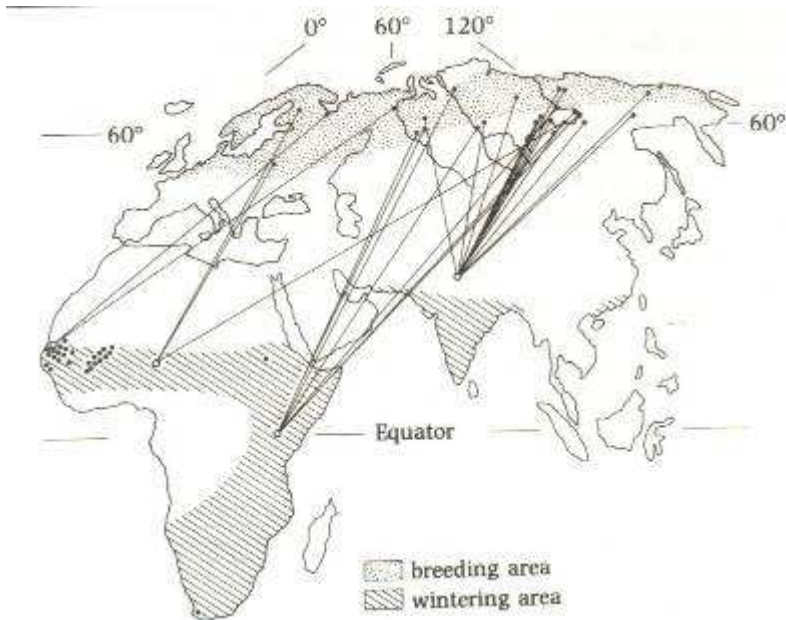 0° 60° 120°
60° 60°
Equator
breeding area
wintering area